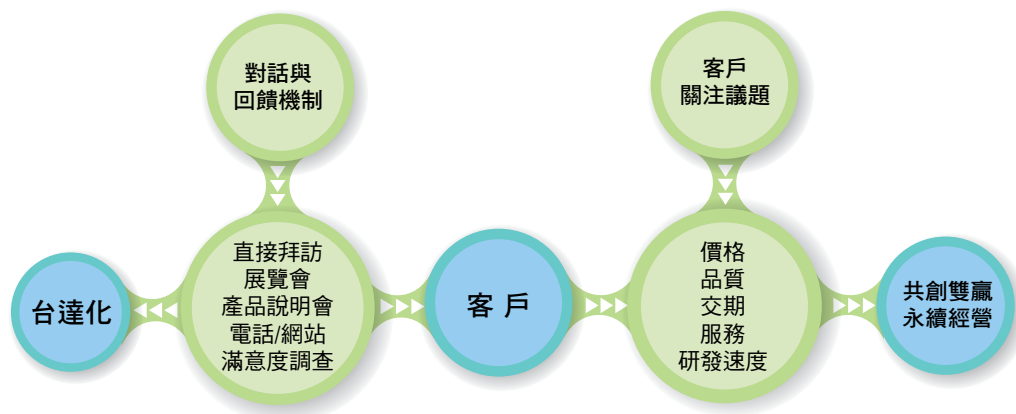 對話與
回饋機制
客戶
關注議題
台達化
直接拜訪
展覽會
產品說明會
電話/網站
滿意度調查
客戶
價格
品質
交期
服務
研發速度
共創雙贏
永續經營